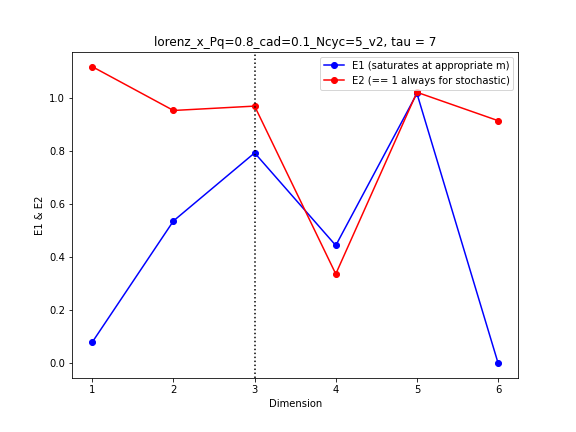 lorenz_x_Pq=0.8_cad=0.1_Ncyc=5_v2, tau = 7
E1 (saturates at appropriate m)
E2 (== 1 always for stochastic)
E1 & E2
1.0
0.8
0.6
0.4
0.2
0.0
1 2 3 4 5 6
Dimension